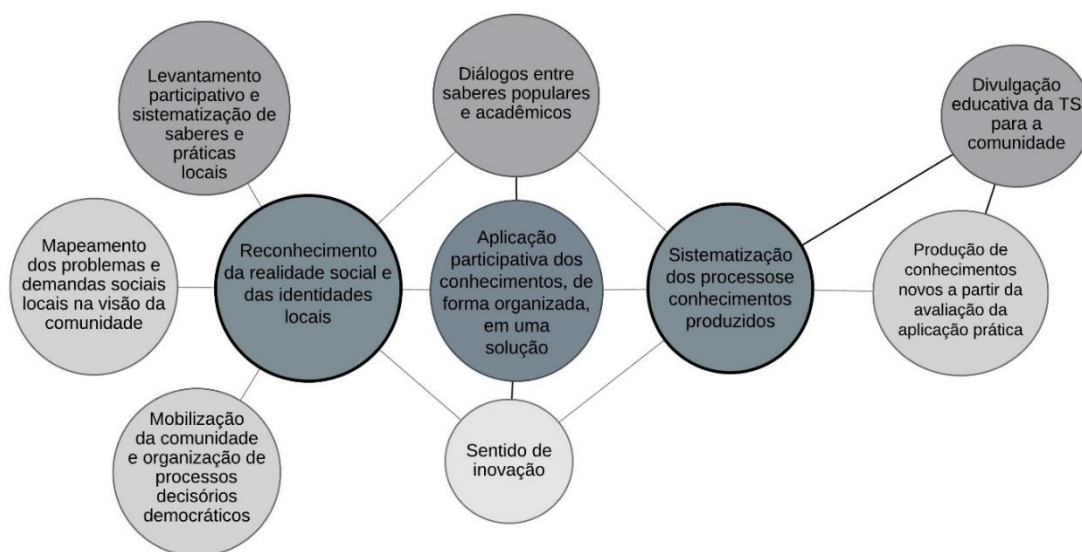 Levantamento
participativo e
sistematização de
saberes e
práticas
locais
Mapeamento
dos problemas e
demandas sociais
locais na visão da
comunidade
Mobilização
da comunidade
e organização de
processos
decisórios
democráticos
Reconhecimento
da realidade social e
das identidades
locais
Diálogos entre
saberes populares
e acadêmicos
Aplicação
participativa dos
conhecimentos, de
forma organizada,
em uma
solução
Sentido de
inovação
Sistematização
dos processose
conhecimentos
produzidos
Divulgação
educativa da TS
para a
comunidade
Produção de
conhecimentos
novos a partir da
avaliação da
aplicação prática